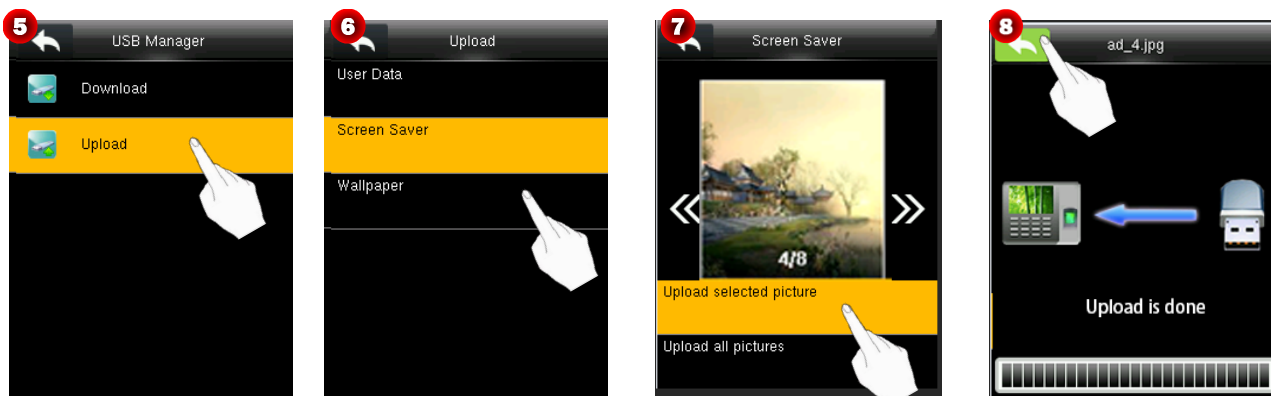 5
USB Manager
Download
Upload
6
Upload
User Data
Screen Saver
Wallpaper
7
Screen Saver
4/8
Upload selected picture
Upload all pictures
8
ad_4.jpg
Upload is done